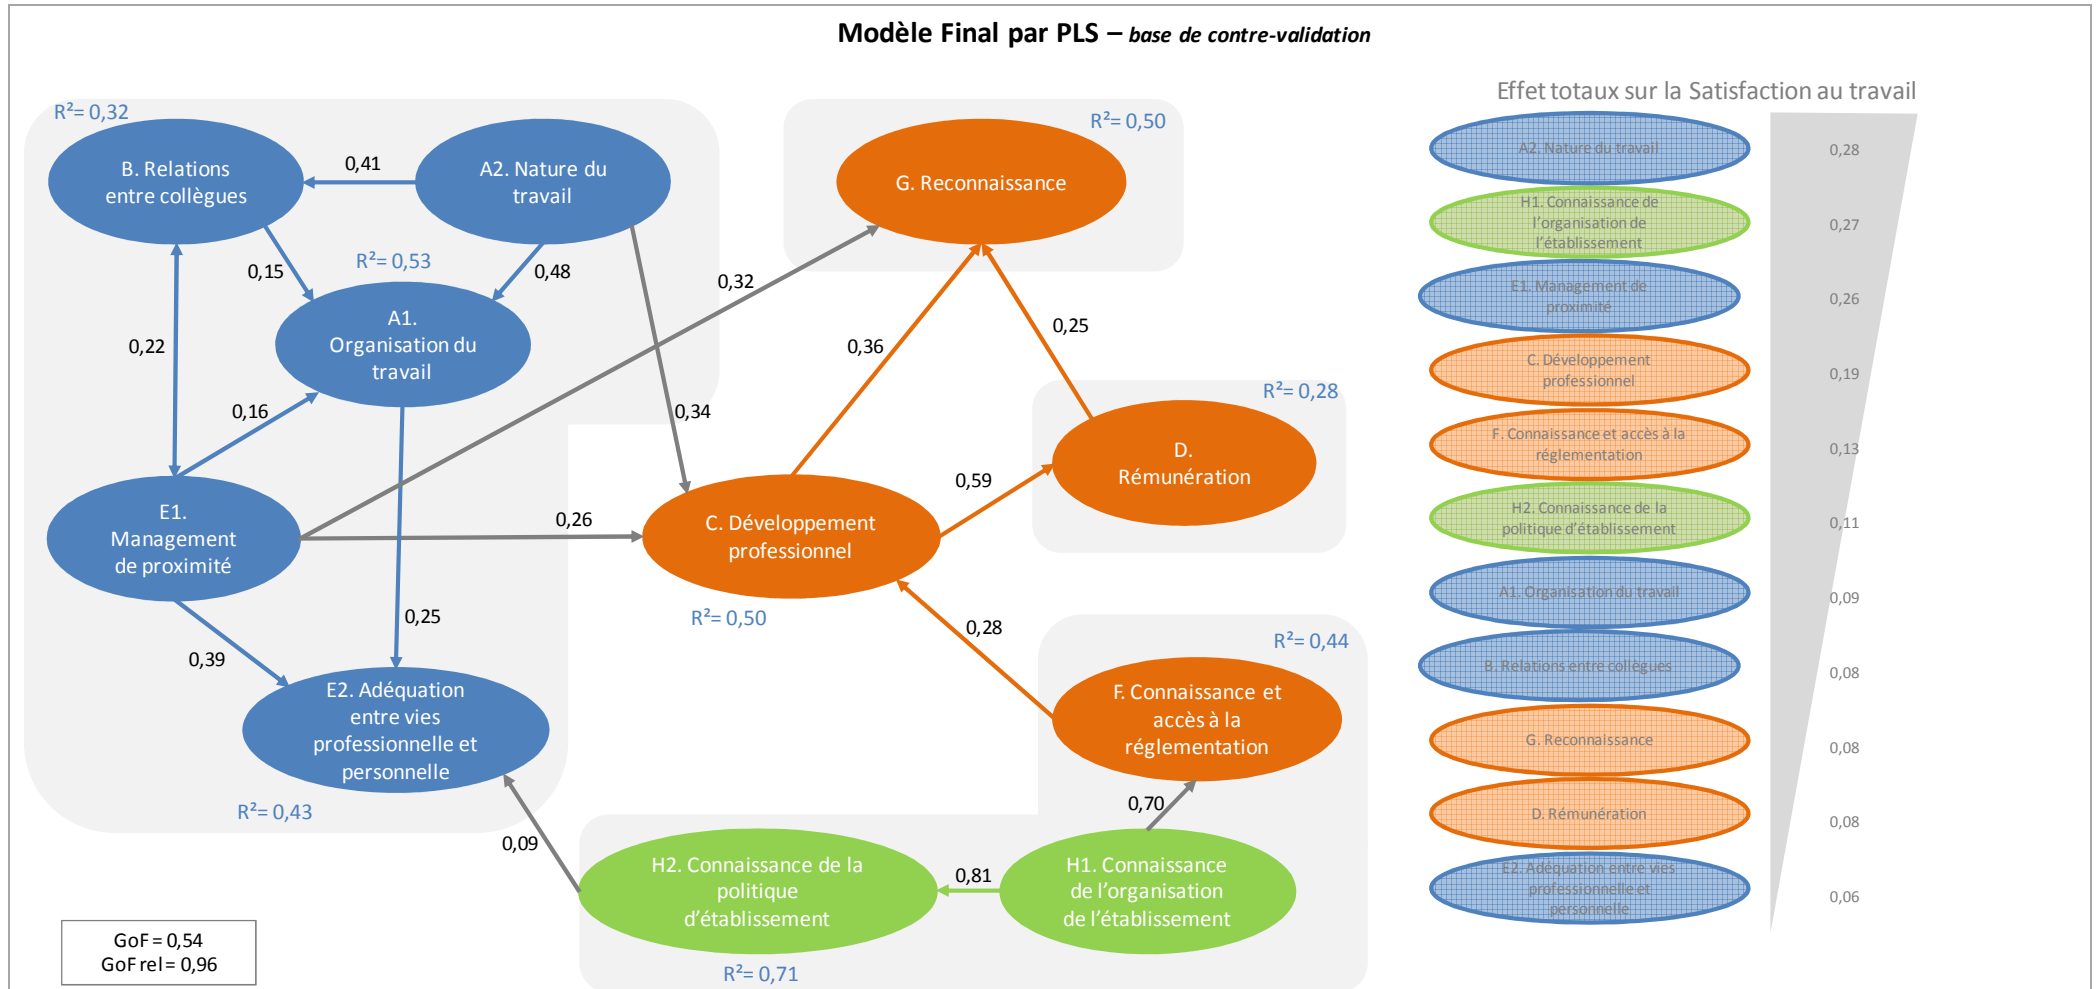 Modèle Final par PLS – base de contre-validation
R²= 0,32
B. Relations
entre collègues
0,41
A2. Nature du
travail
0,15
R²= 0,53
0,48
A1.
Organisation du
travail
0,22
0,16
E1.
Management
de proximité
0,39
0,25
E2. Adéquation
entre vies
professionnelle et
personnelle
R²= 0,43
0,09
GoF = 0,54
GoF rel = 0,96
R²= 0,50
G. Reconnaissance
0,32
0,36
0,25
0,34
R²= 0,28
D.
Rémunération
0,59
0,26
C. Développement
professionnel
R²= 0,50
0,28
R²= 0,44
F. Connaissance et
accès à la
réglementation
0,70
H2. Connaissance de la
politique
d’établissement
0,81
H1. Connaissance
de l’organisation
de l’établissement
R²= 0,71
Effet totaux sur la Satisfaction au travail
A2. Nature du travail
0,28
H1. Connaissance de
l’organisation de
l’établissement
0,27
E1. Management de
proximité
0,26
C. Développement
professionnel
0,19
F. Connaissance et accès à la
réglementation
0,13
H2. Connaissance de la
politique d’établissement
0,11
A1. Organisation du travail
0,09
B. Relations entre collègues
0,08
G. Reconnaissance
0,08
D. Rémunération
0,08
E2. Adéquation entre vies
professionnelle et
personnelle
0,06